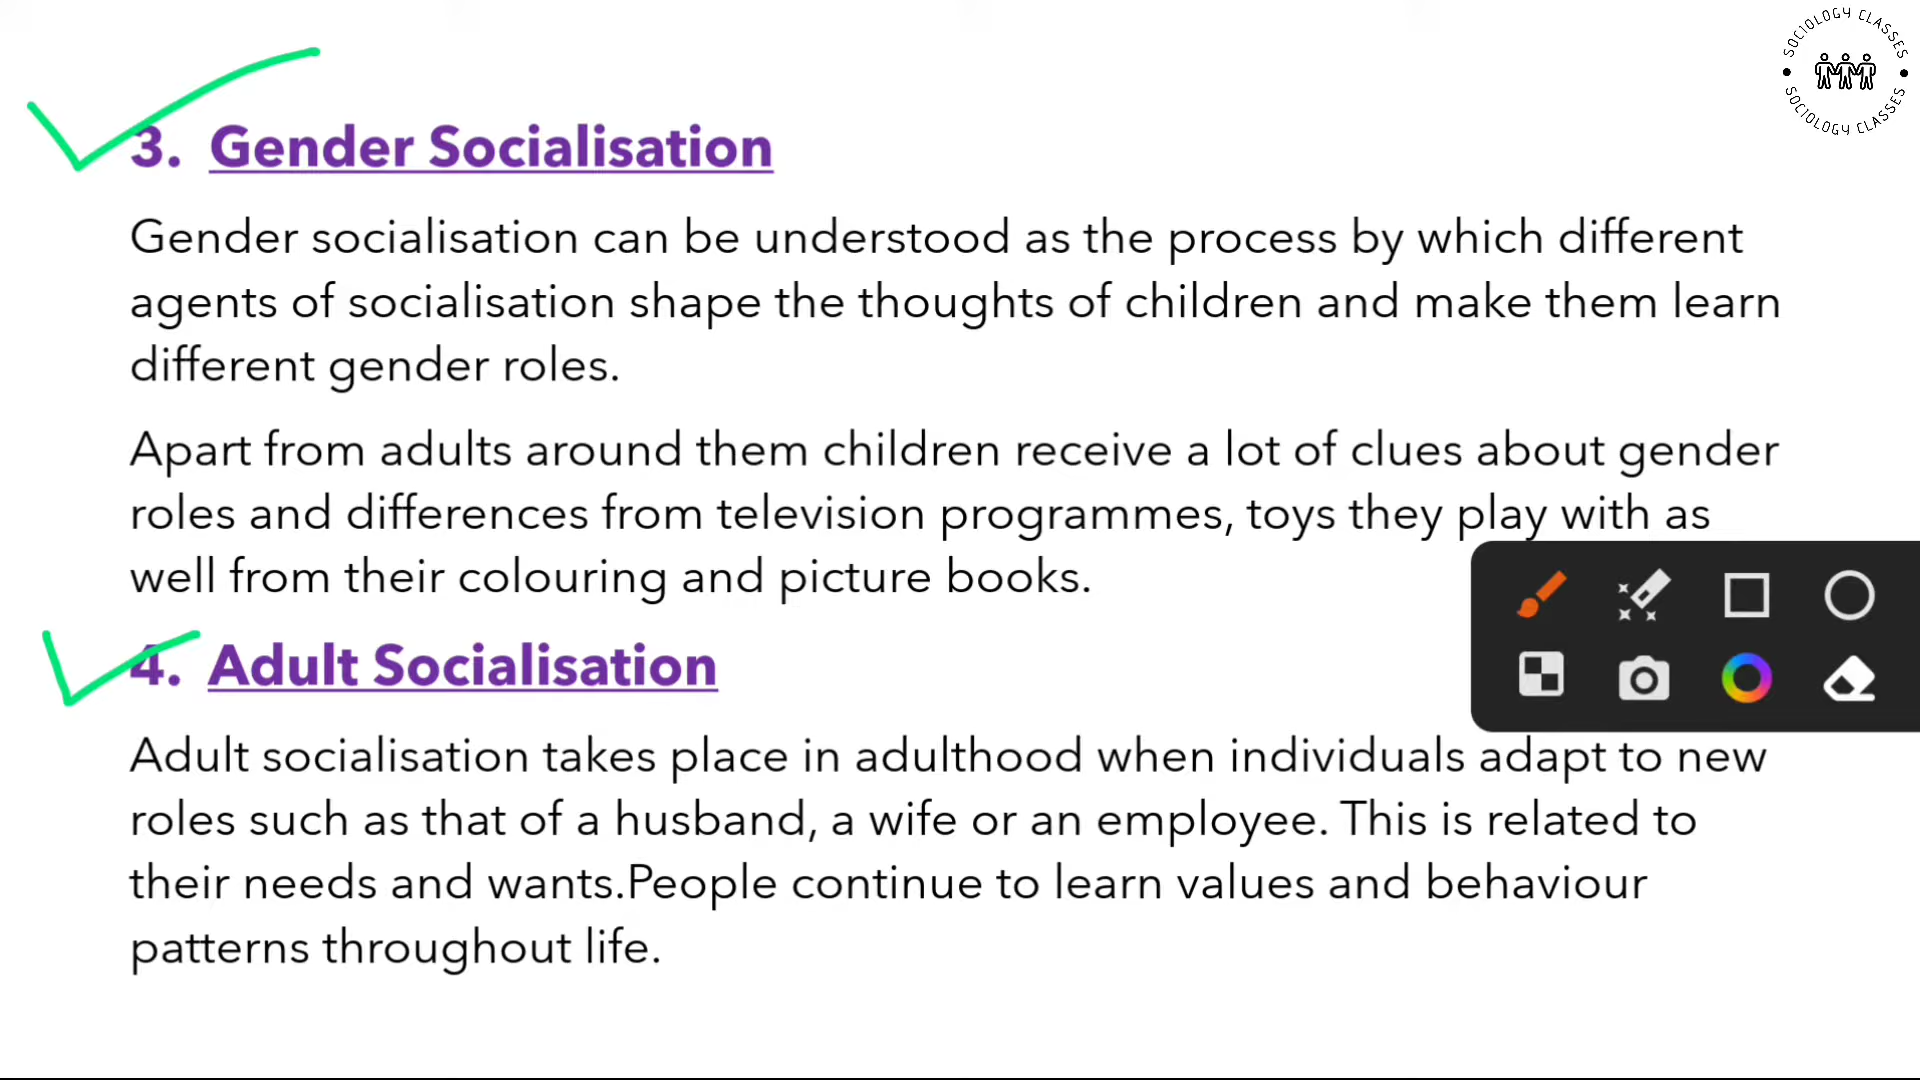 SOCIOLOGY CLASSES
SOCIOLOGY CLASSES
3. Gender Socialisation
Gender socialisation can be understood as the process by which different
agents of socialisation shape the thoughts of children and make them learn
different gender roles.
Apart from adults around them children receive a lot of clues about gender
roles and differences from television programmes, toys they play with as
well from their colouring and picture books.
4. Adult Socialisation
Adult socialisation takes place in adulthood when individuals adapt to new
roles such as that of a husband, a wife or an employee. This is related to
their needs and wants.People continue to learn values and behaviour
patterns throughout life.